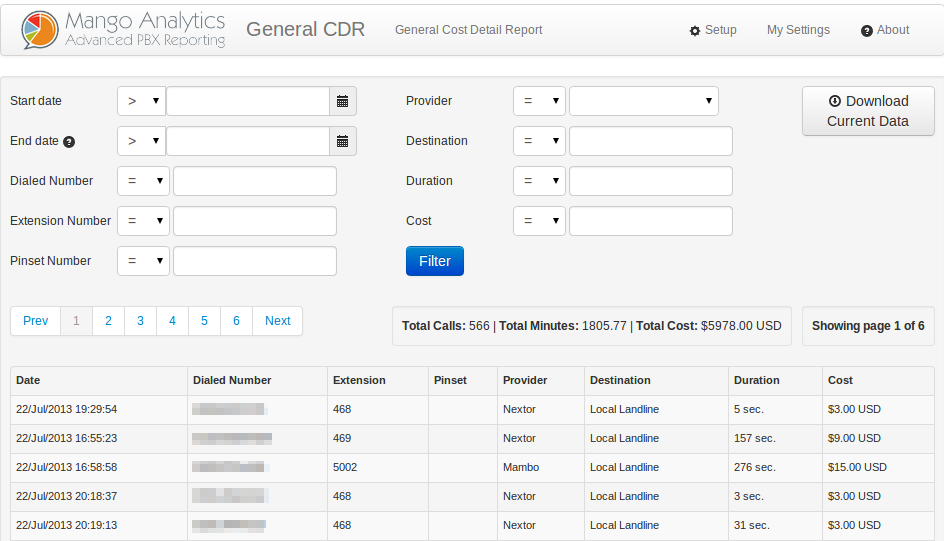 Mango Analytics
Advanced PBX Reporting
General CDR
General Cost Detail Report
Setup
My Settings
? About
Start date
>
Provider
=
Download
Current Data
End date ?
>
Destination
=
Dialed Number
=
Duration
=
Extension Number
=
Cost
=
Pinset Number
=
Filter
Prev 1 2 3 4 5 6 Next
Total Calls: 566 | Total Minutes: 1805.77 | Total Cost: $5978.00 USD
Showing page 1 of 6
Date Dialed Number Extension Pinset Provider Destination Duration Cost
22/Jul/2013 19:29:54 468 Nextor Local Landline 5 sec. $3.00 USD
22/Jul/2013 16:55:23 469 Nextor Local Landline 157 sec. $9.00 USD
22/Jul/2013 16:58:58 5002 Mambo Local Landline 276 sec. $15.00 USD
22/Jul/2013 20:18:37 468 Nextor Local Landline 3 sec. $3.00 USD
22/Jul/2013 20:19:13 468 Nextor Local Landline 31 sec. $3.00 USD